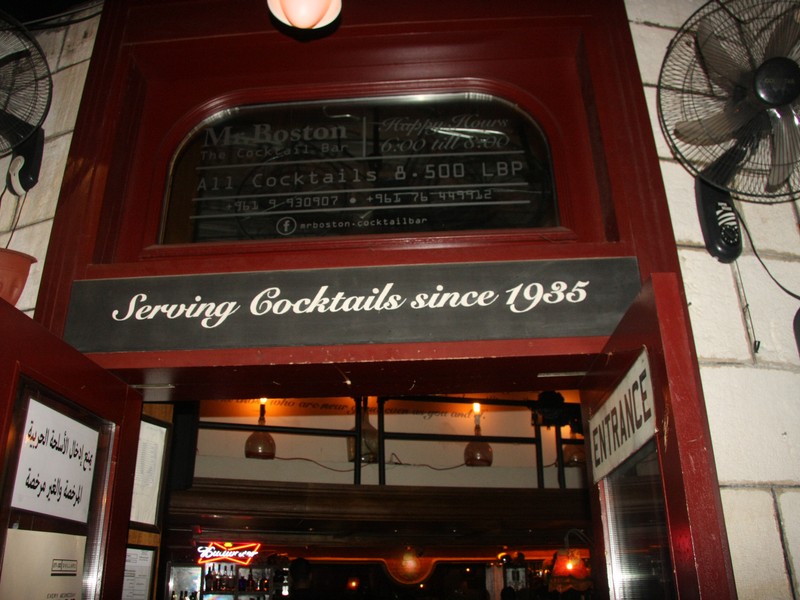 Mr. Boston
The Cocktail Bar
Happy Hours
6:00 till 8:00
All Cocktails 8.500 LBP
+961 9 930907 • +961 76 449912
f mrboston.cocktailbar
Serving Cocktails since 1935
ENTRANCE
يمنع إدخال الأسلحة الحربية
المرخصة والغير مرخصة
Budweiser